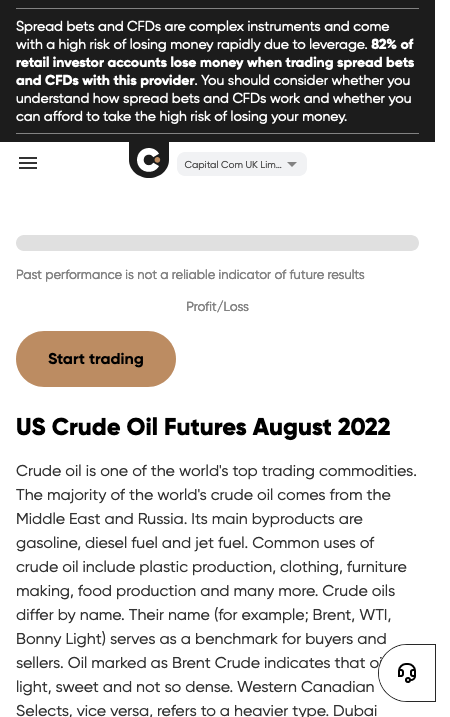 Spread bets and CFDs are complex instruments and come
with a high risk of losing money rapidly due to leverage. 82% of
retail investor accounts lose money when trading spread bets
and CFDs with this provider. You should consider whether you
understand how spread bets and CFDs work and whether you
can afford to take the high risk of losing your money.
Capital Com UK Lim...
Past performance is not a reliable indicator of future results
Profit/Loss
Start trading
US Crude Oil Futures August 2022
Crude oil is one of the world's top trading commodities.
The majority of the world's crude oil comes from the
Middle East and Russia. Its main byproducts are
gasoline, diesel fuel and jet fuel. Common uses of
crude oil include plastic production, clothing, furniture
making, food production and many more. Crude oils
differ by name. Their name (for example; Brent, WTI,
Bonny Light) serves as a benchmark for buyers and
sellers. Oil marked as Brent Crude indicates that
light, sweet and not so dense. Western Canadian
Selects, vice versa, refers to a heavier type. Dubai